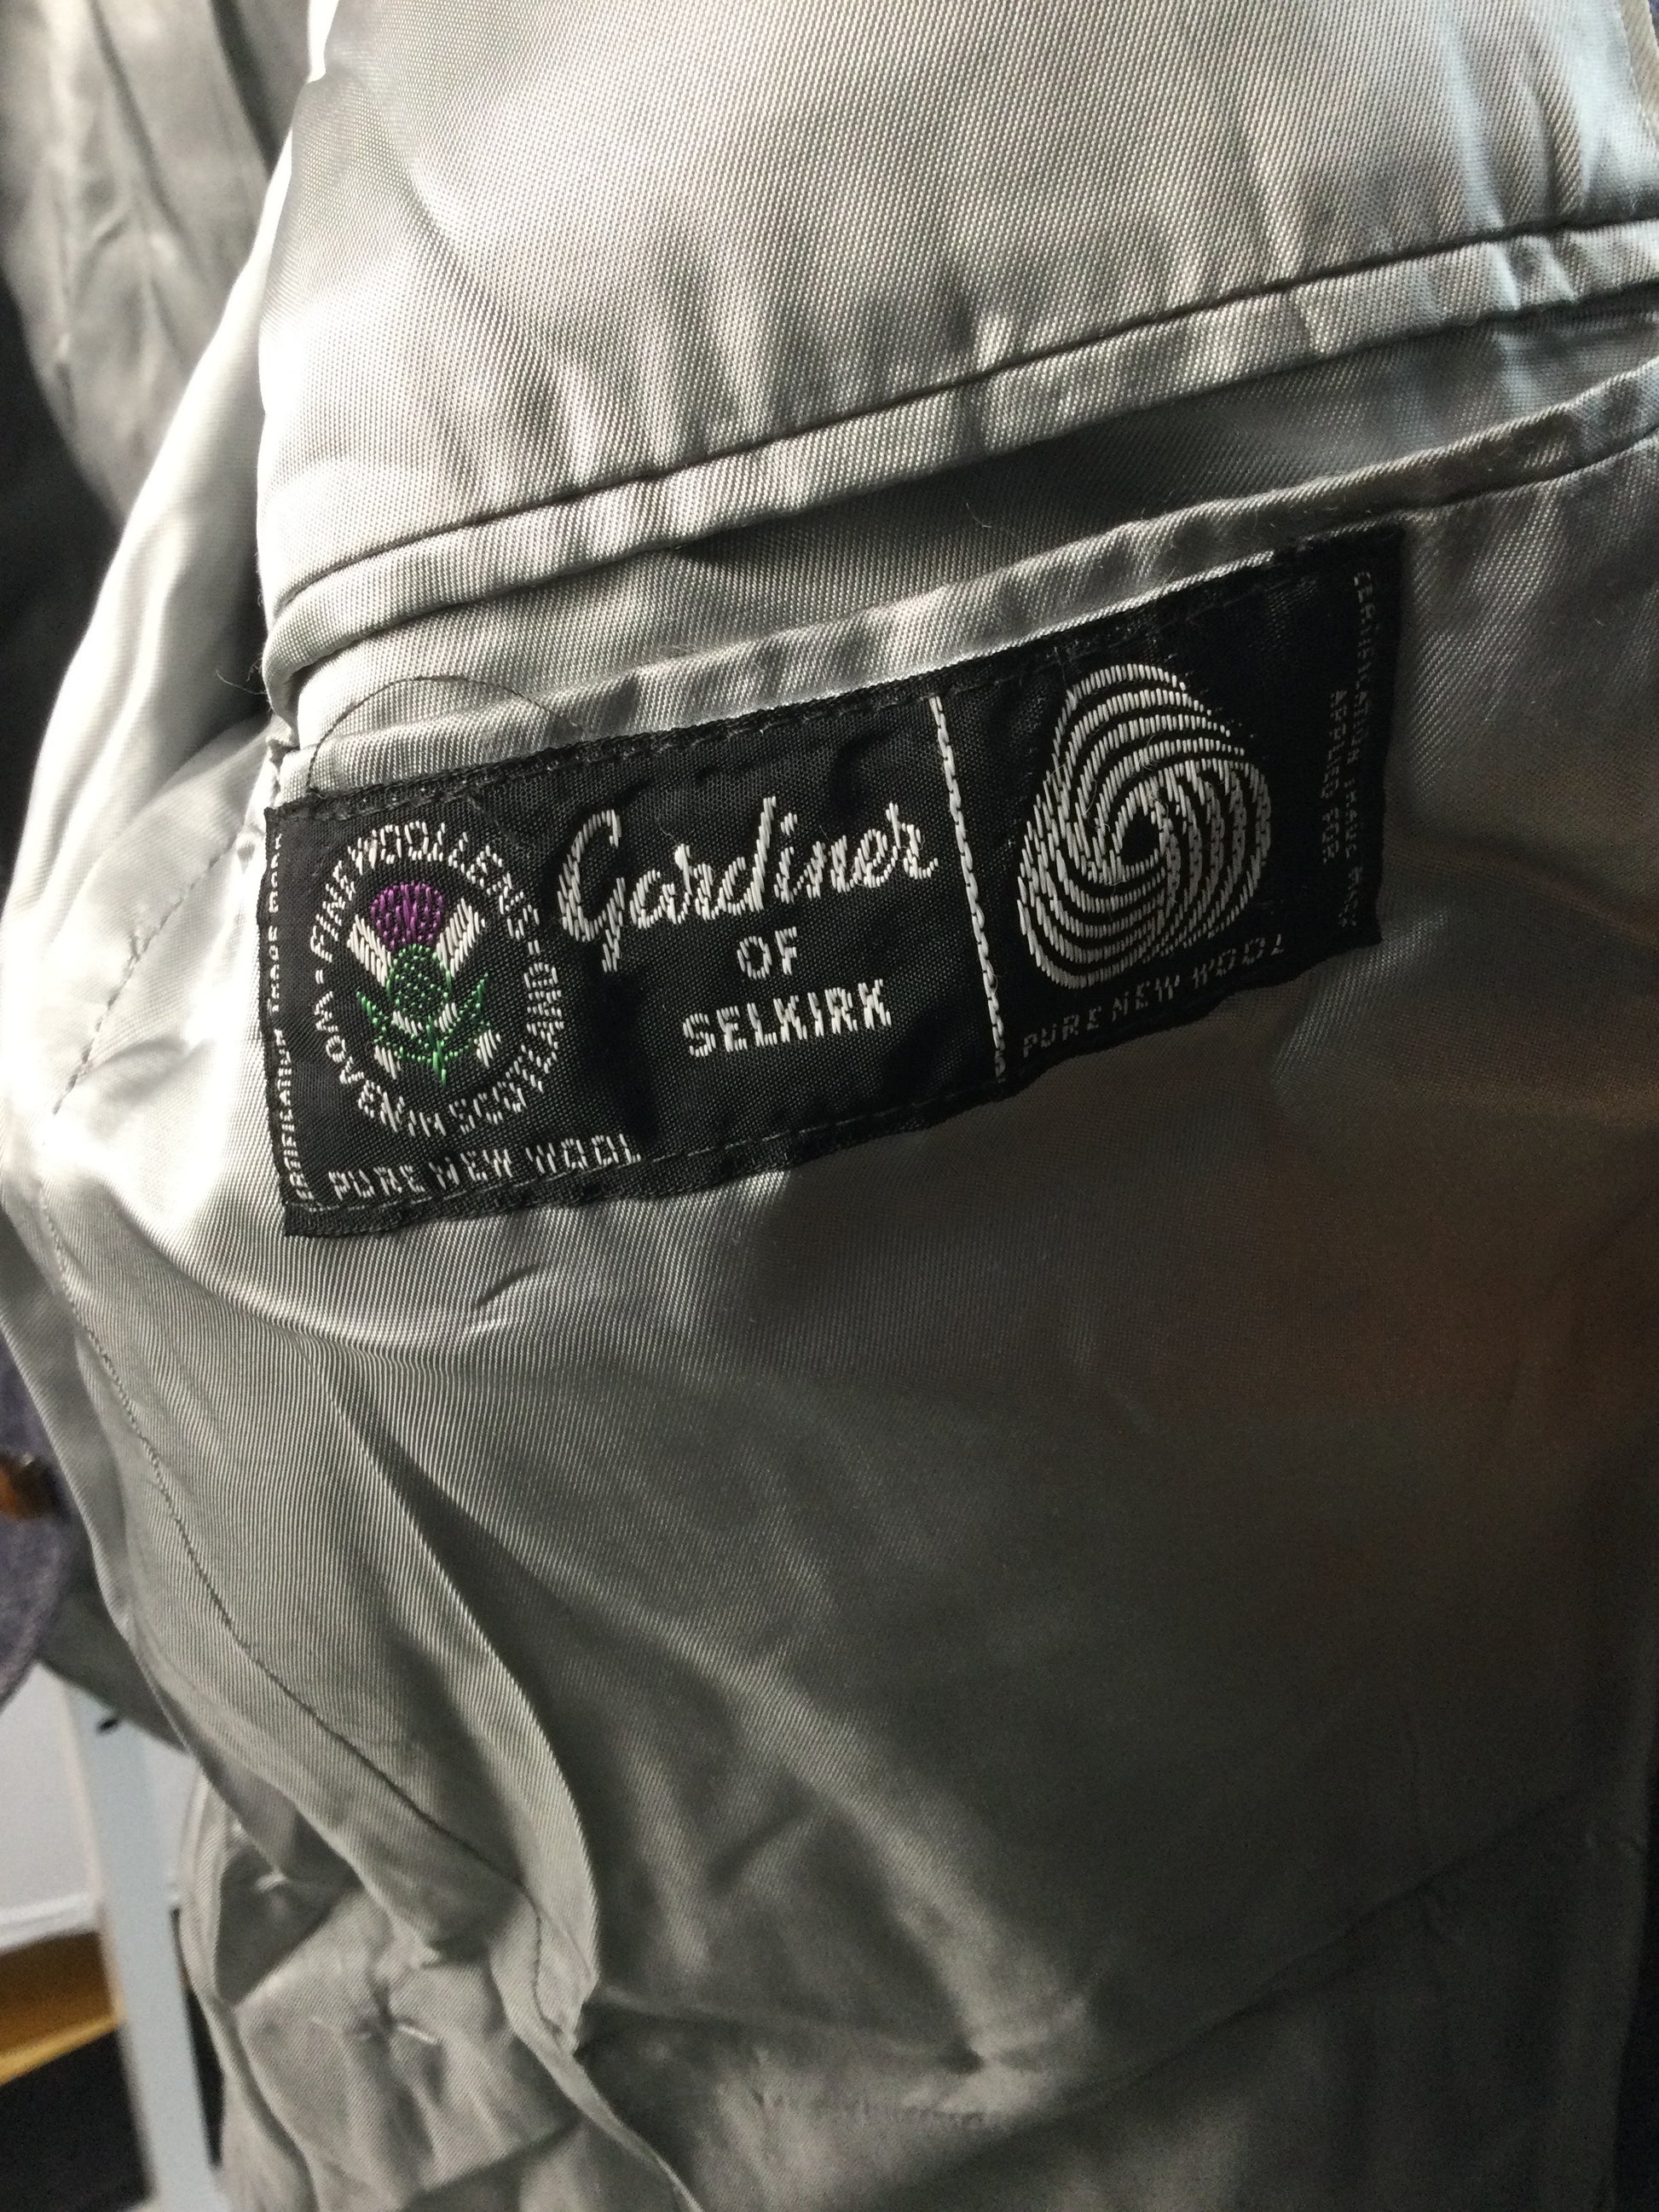 CERTIFICATION TRADE MARK
FINE WOOLLENS - WOVEN IN SCOTLAND -
PURE NEW WOOL
Gardiner
OF
SELKIRK
PURE NEW WOOL
CERTIFICATION TRADE MARK
APPLIED FOR